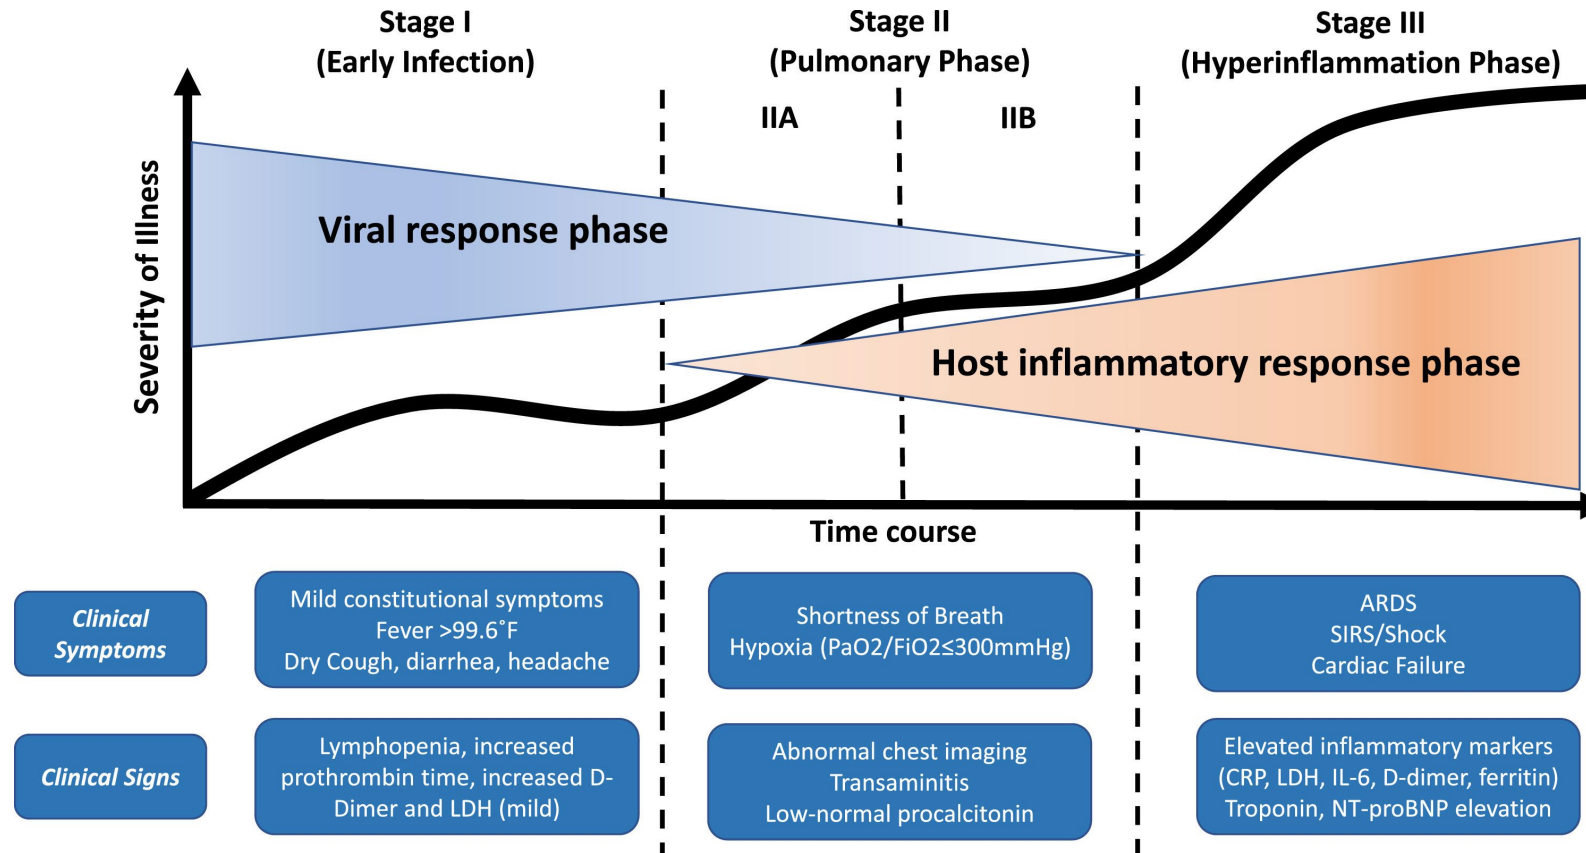 Stage I
(Early Infection)
Stage II
(Pulmonary Phase)
Stage III
(Hyperinflammation Phase)
IIA
IIB
Severity of Illness
Viral response phase
Host inflammatory response phase
Time course
Clinical
Symptoms
Mild constitutional symptoms
Fever >99.6°F
Dry Cough, diarrhea, headache
Shortness of Breath
Hypoxia (PaO2/FiO2≤300mmHg)
ARDS
SIRS/Shock
Cardiac Failure
Clinical Signs
Lymphopenia, increased
prothrombin time, increased D-
Dimer and LDH (mild)
Abnormal chest imaging
Transaminitis
Low-normal procalcitonin
Elevated inflammatory markers
(CRP, LDH, IL-6, D-dimer, ferritin)
Troponin, NT-proBNP elevation